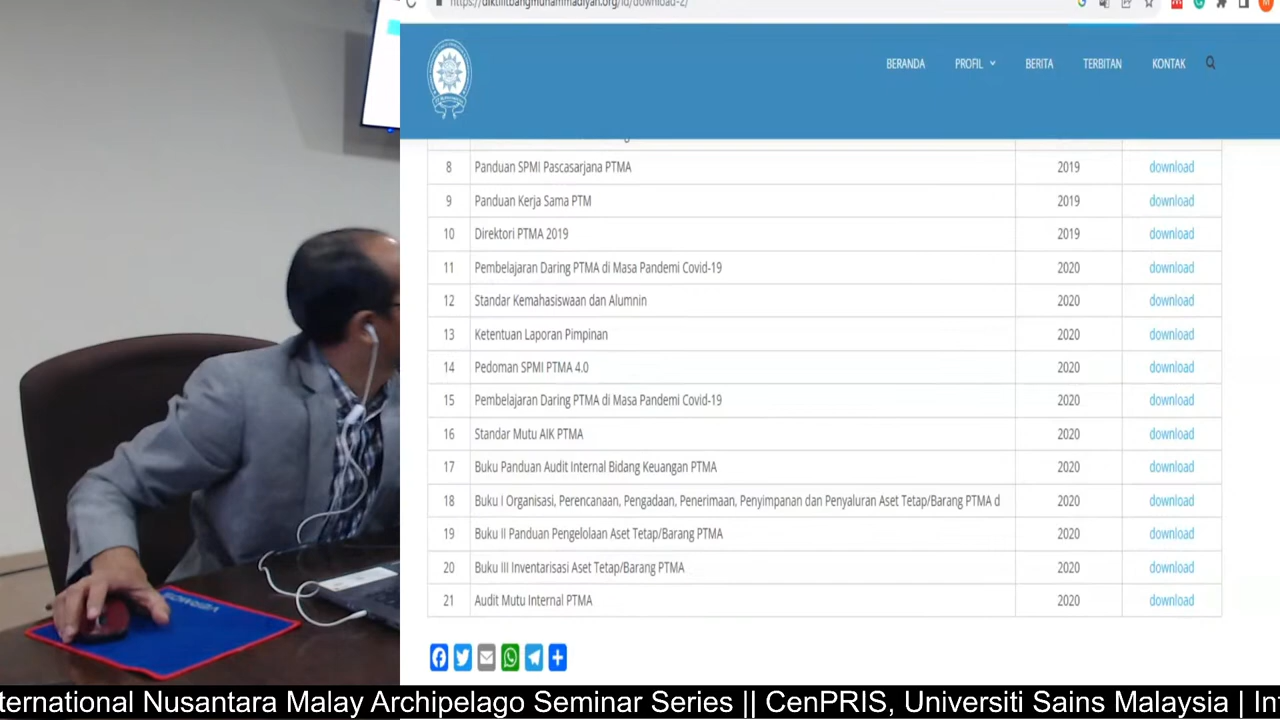 https://diktilitbangmuhammadiyah.org/id/download-2/
BERANDA PROFIL BERITA TERBITAN KONTAK
8 Panduan SPMI Pascasarjana PTMA 2019 download
9 Panduan Kerja Sama PTM 2019 download
10 Direktori PTMA 2019 2019 download
11 Pembelajaran Daring PTMA di Masa Pandemi Covid-19 2020 download
12 Standar Kemahasiswaan dan Alumnin 2020 download
13 Ketentuan Laporan Pimpinan 2020 download
14 Pedoman SPMI PTMA 4.0 2020 download
15 Pembelajaran Daring PTMA di Masa Pandemi Covid-19 2020 download
16 Standar Mutu AIK PTMA 2020 download
17 Buku Panduan Audit Internal Bidang Keuangan PTMA 2020 download
18 Buku I Organisasi, Perencanaan, Pengadaan, Penerimaan, Penyimpanan dan Penyaluran Aset Tetap/Barang PTMA d 2020 download
19 Buku II Panduan Pengelolaan Aset Tetap/Barang PTMA 2020 download
20 Buku III Inventarisasi Aset Tetap/Barang PTMA 2020 download
21 Audit Mutu Internal PTMA 2020 download
ternational Nusantara Malay Archipelago Seminar Series || CenPRIS, Universiti Sains Malaysia | In